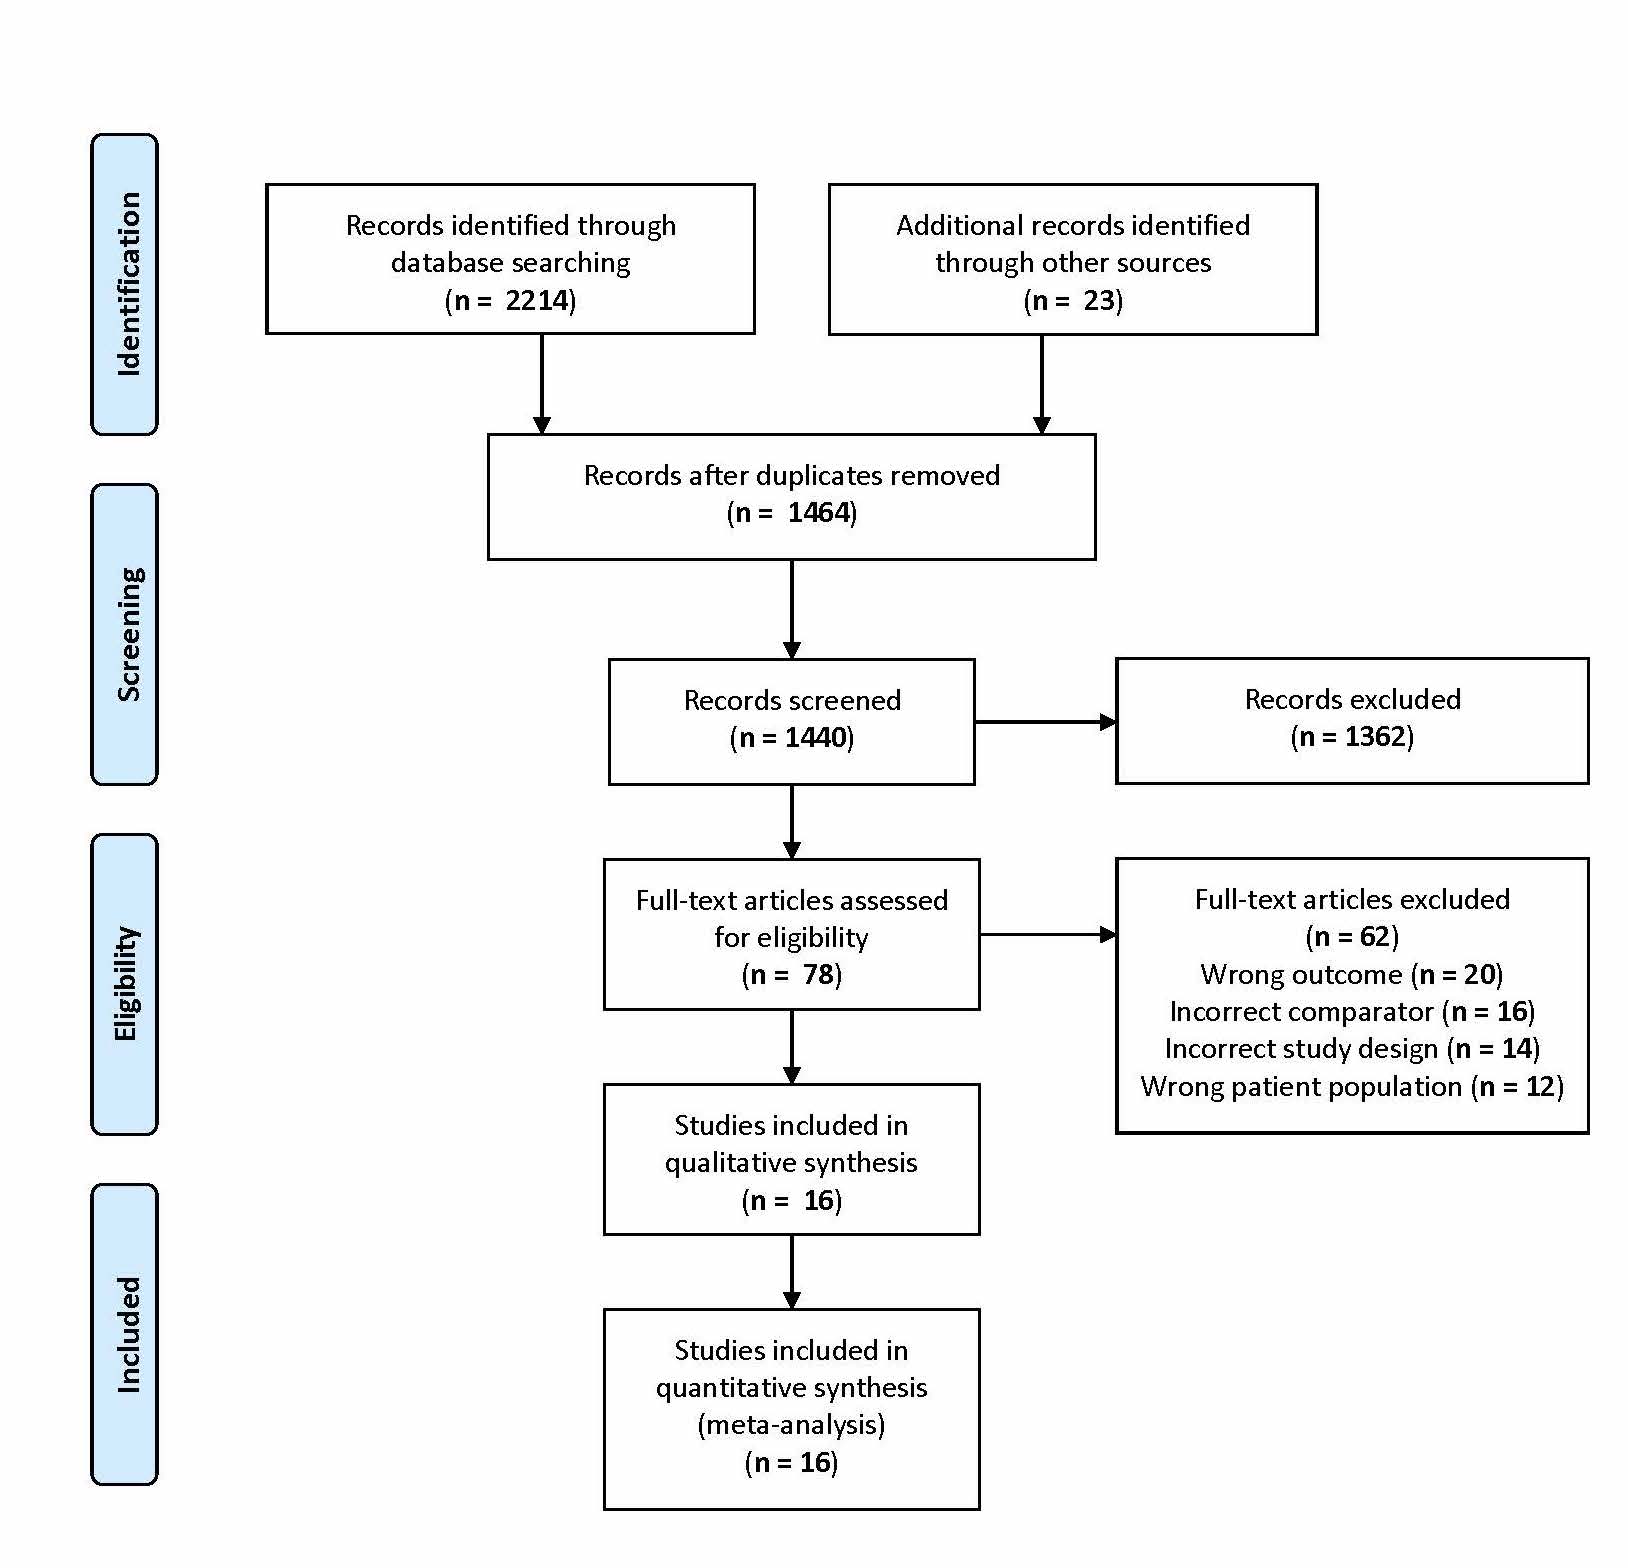 Identification
Records identified through
database searching
(n =  2214)
Additional records identified
through other sources
(n =  23)
Records after duplicates removed
(n =  1464)
Screening
Records screened
(n = 1440)
Records excluded
(n = 1362)
Eligibility
Full-text articles assessed
for eligibility
(n =  78)
Full-text articles excluded
(n = 62)
Wrong outcome (n = 20)
Incorrect comparator (n = 16)
Incorrect study design (n = 14)
Wrong patient population (n = 12)
Studies included in
qualitative synthesis
(n =  16)
Included
Studies included in
quantitative synthesis
(meta-analysis)
(n = 16)